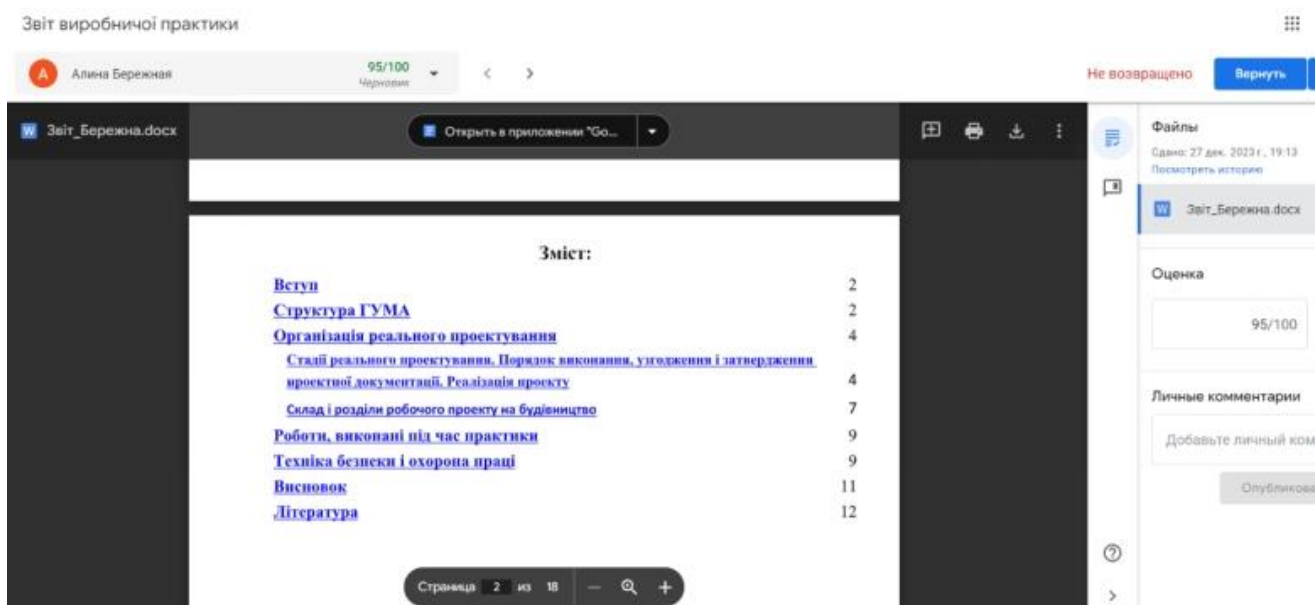 Звіт виробничої практики
А Алина Бережная 95/100 Черновик
Не возвращено Вернуть
W Звіт_Бережна.docx Открыть в приложении "Go...
Файлы
Сдано: 27 дек. 2023 г., 19:13
Посмотреть историю
W Звіт_Бережна.docx
Оценка
95/100
Личные комментарии
Добавьте личный ком
Опубликова
Зміст:
Вступ 2
Структура ГУМА 2
Організація реального проектування 4
Стадії реального проектування. Порядок виконання, узгодження і затвердження
проектної документації. Реалізація проекту 4
Склад і розділи робочого проекту на будівництво 7
Роботи, виконані під час практики 9
Техніка безпеки і охорона праці 9
Висновок 11
Література 12
Страница 2 из 18